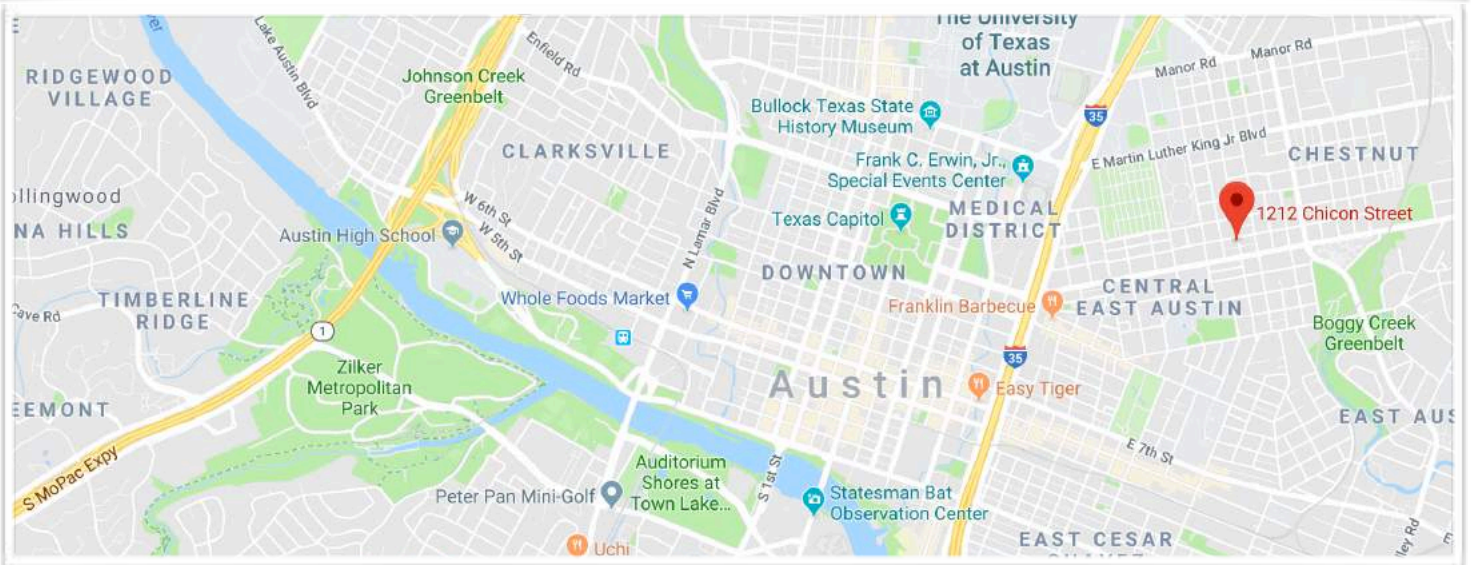 The University
of Texas
at Austin
Manor Rd
Manor Rd
Lake Austin Blvd
Enfield Rd
RIDGEWOOD
VILLAGE
Johnson Creek
Greenbelt
Bullock Texas State
History Museum
35
E Martin Luther King Jr Blvd
CLARKSVILLE
CHESTNUT
Frank C. Erwin, Jr.,
Special Events Center
ollingwood
W 6th St
N Lamar Blvd
Texas Capitol
MEDICAL
DISTRICT
1212 Chicon Street
NA HILLS
Austin High School
W 5th St
DOWNTOWN
CENTRAL
EAST AUSTIN
TIMBERLINE
RIDGE
Whole Foods Market
Franklin Barbecue
ave Rd
1
Boggy Creek
Greenbelt
35
Zilker
Metropolitan
Park
Austin
Easy Tiger
EEMONT
EAST AUS
E 7th St
S MoPac Expy
Auditorium
Shores at
Town Lake...
S 1st St
Peter Pan Mini-Golf
Statesman Bat
Observation Center
Uchi
EAST CESAR
ley Rd